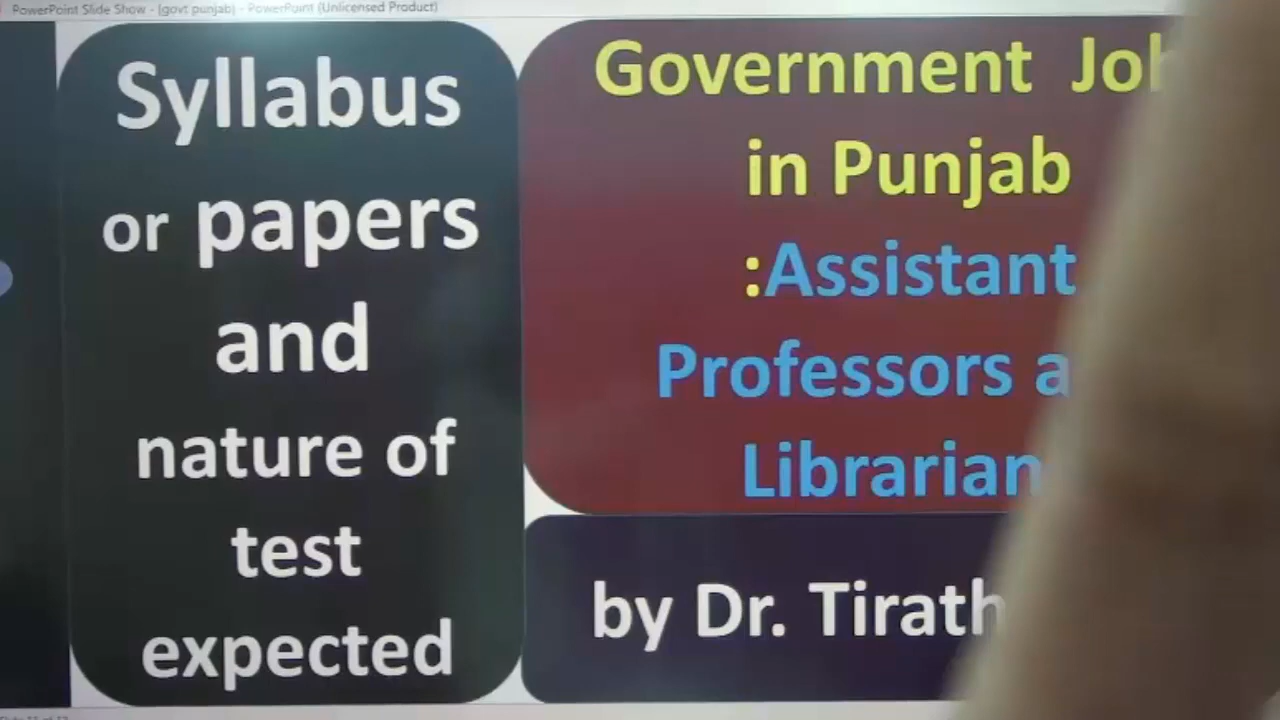 PowerPoint Slide Show - [govt punjab] - PowerPoint (Unlicensed Product)
Syllabus
or papers
and
nature of
test
expected
Government
in Punjab
:Assistant
Professors
Librarian
by Dr. Tirath